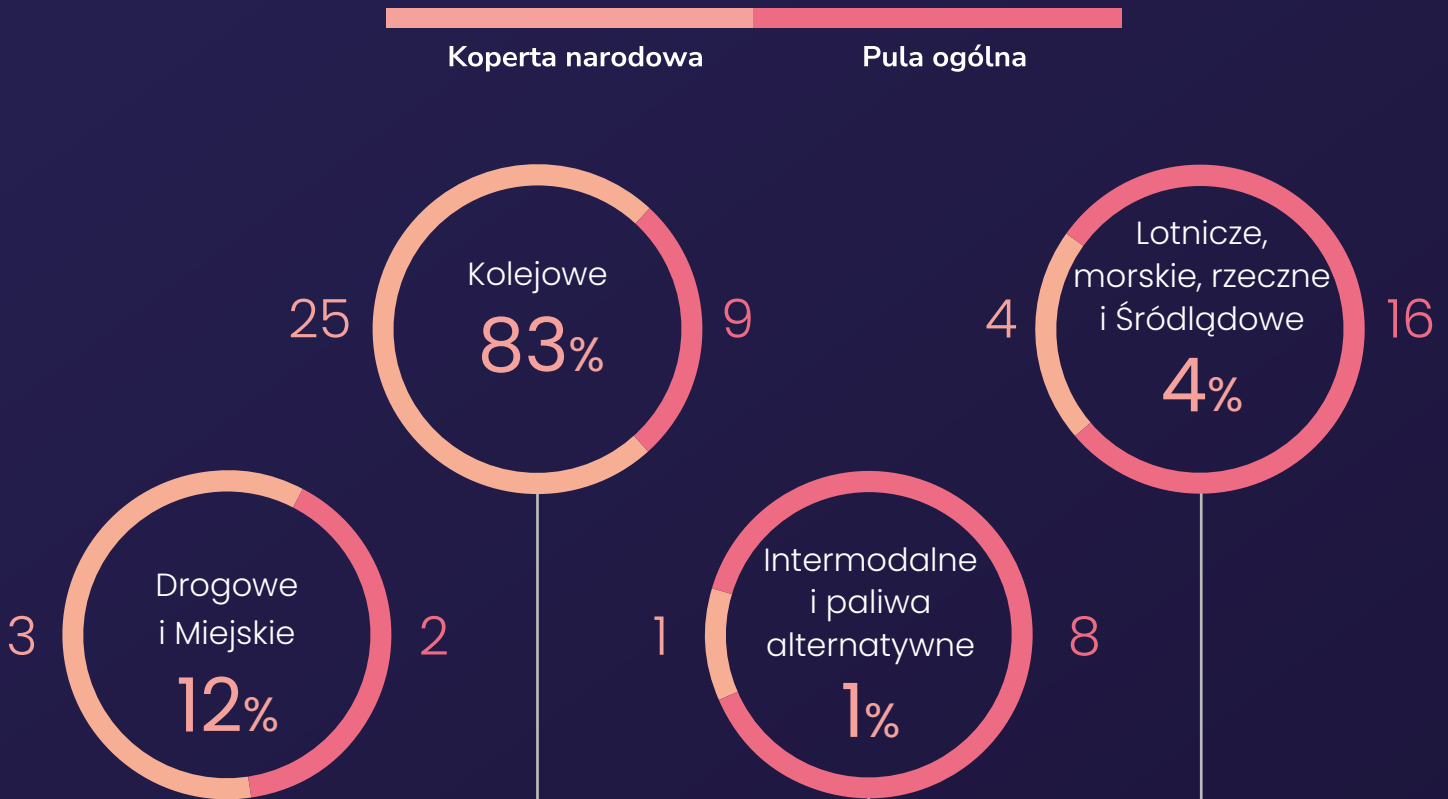 Koperta narodowa
Pula ogólna
25
Kolejowe
83%
9
4
Lotnicze,
morskie, rzeczne
i Śródlądowe
4%
16
3
Drogowe
i Miejskie
12%
2
1
Intermodalne
i paliwa
alternatywne
1%
8